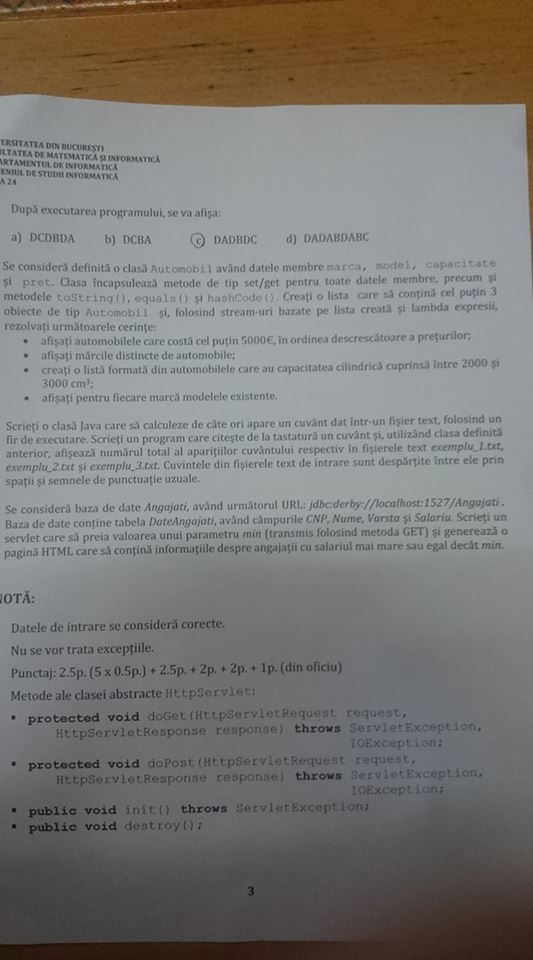 ERSITATEA DIN BUCUREȘTI
ULTATEA DE MATEMATICĂ ȘI INFORMATICĂ
ARTAMENTUL DE INFORMATICĂ
ENIUL DE STUDII INFORMATICĂ
A 24
După executarea programului, se va afișa:
a) DCDBDA b) DCBA c) DADBDC d) DADABDABC
Se consideră definită o clasă Automobil având datele membre marca, model, capacitate
și pret. Clasa încapsulează metode de tip set/get pentru toate datele membre, precum și
metodele toString(), equals() și hashCode(). Creați o lista care să conțină cel puțin 3
obiecte de tip Automobil și, folosind stream-uri bazate pe lista creată și lambda expresii,
rezolvați următoarele cerințe:
• afișați automobilele care costă cel puțin 5000€, în ordinea descrescătoare a prețurilor;
• afișați mărcile distincte de automobile;
• creați o listă formată din automobilele care au capacitatea cilindrică cuprinsă între 2000 și
3000 cm³;
• afișați pentru fiecare marcă modelele existente.
Scrieți o clasă Java care să calculeze de câte ori apare un cuvânt dat într-un fișier text, folosind un
fir de executare. Scrieți un program care citește de la tastatură un cuvânt și, utilizând clasa definită
anterior, afișează numărul total al aparițiilor cuvântului respectiv în fișierele text exemplu_1.txt,
exemplu_2.txt și exemplu_3.txt. Cuvintele din fișierele text de intrare sunt despărțite între ele prin
spații și semnele de punctuație uzuale.
Se consideră baza de date Angajati, având următorul URL: jdbc:derby://localhost:1527/Angajati.
Baza de date conține tabela DateAngajati, având câmpurile CNP, Nume, Varsta și Salariu. Scrieți un
servlet care să preia valoarea unui parametru min (transmis folosind metoda GET) și generează o
pagină HTML care să conțină informațiile despre angajații cu salariul mai mare sau egal decât min.
NOTĂ:
Datele de intrare se consideră corecte.
Nu se vor trata excepțiile.
Punctaj: 2.5p. (5 x 0.5p.) + 2.5p. + 2p. + 2p. + 1p. (din oficiu)
Metode ale clasei abstracte HttpServlet:
▪ protected void doGet(HttpServletRequest request,
HttpServletResponse response) throws ServletException,
IOException;
▪ protected void doPost(HttpServletRequest request,
HttpServletResponse response) throws ServletException,
IOException;
▪ public void init() throws ServletException;
▪ public void destroy();
3